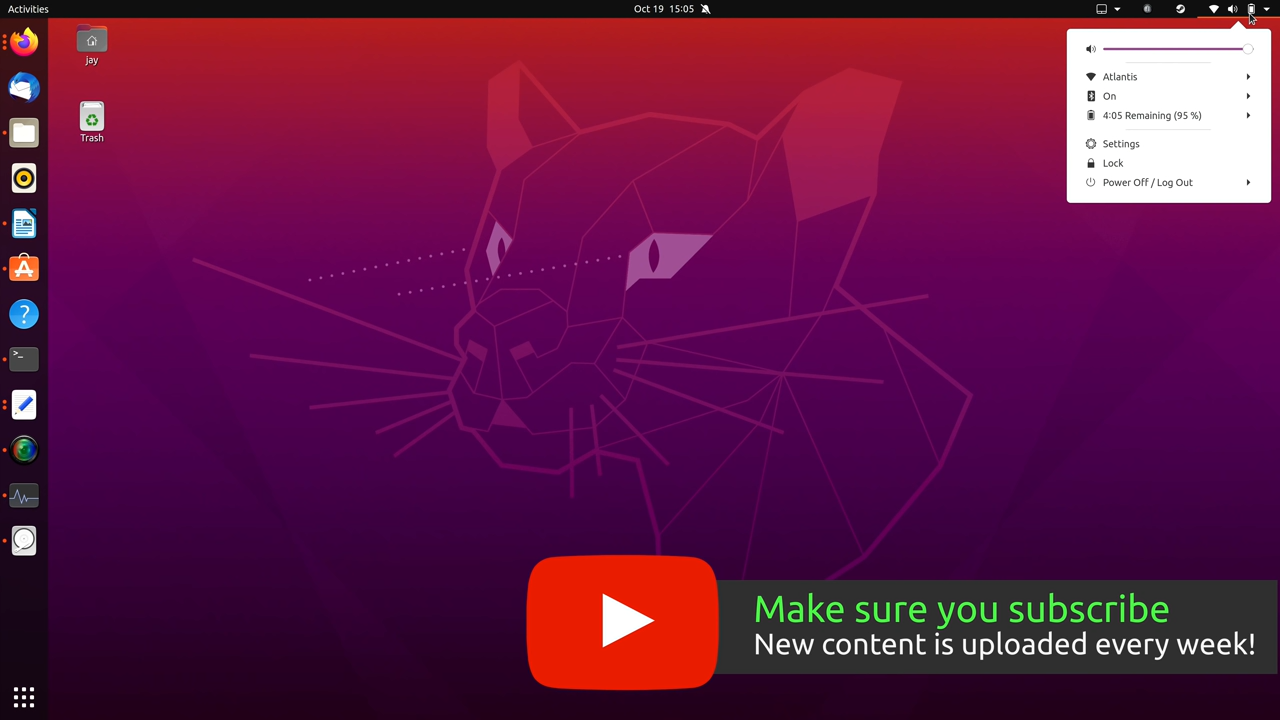 Activities
Oct 19 15:05
jay
Trash
Atlantis
On
4:05 Remaining (95 %)
Settings
Lock
Power Off / Log Out
Make sure you subscribe
New content is uploaded every week!